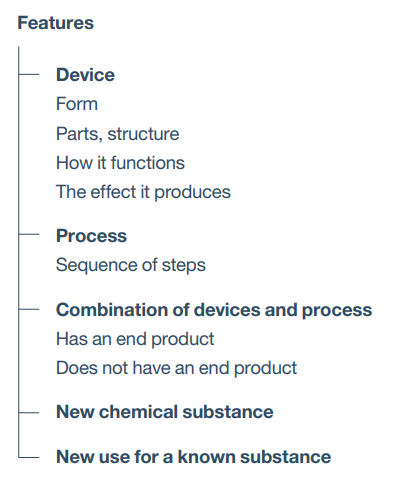 Features
Device
Form
Parts, structure
How it functions
The effect it produces
Process
Sequence of steps
Combination of devices and process
Has an end product
Does not have an end product
New chemical substance
New use for a known substance